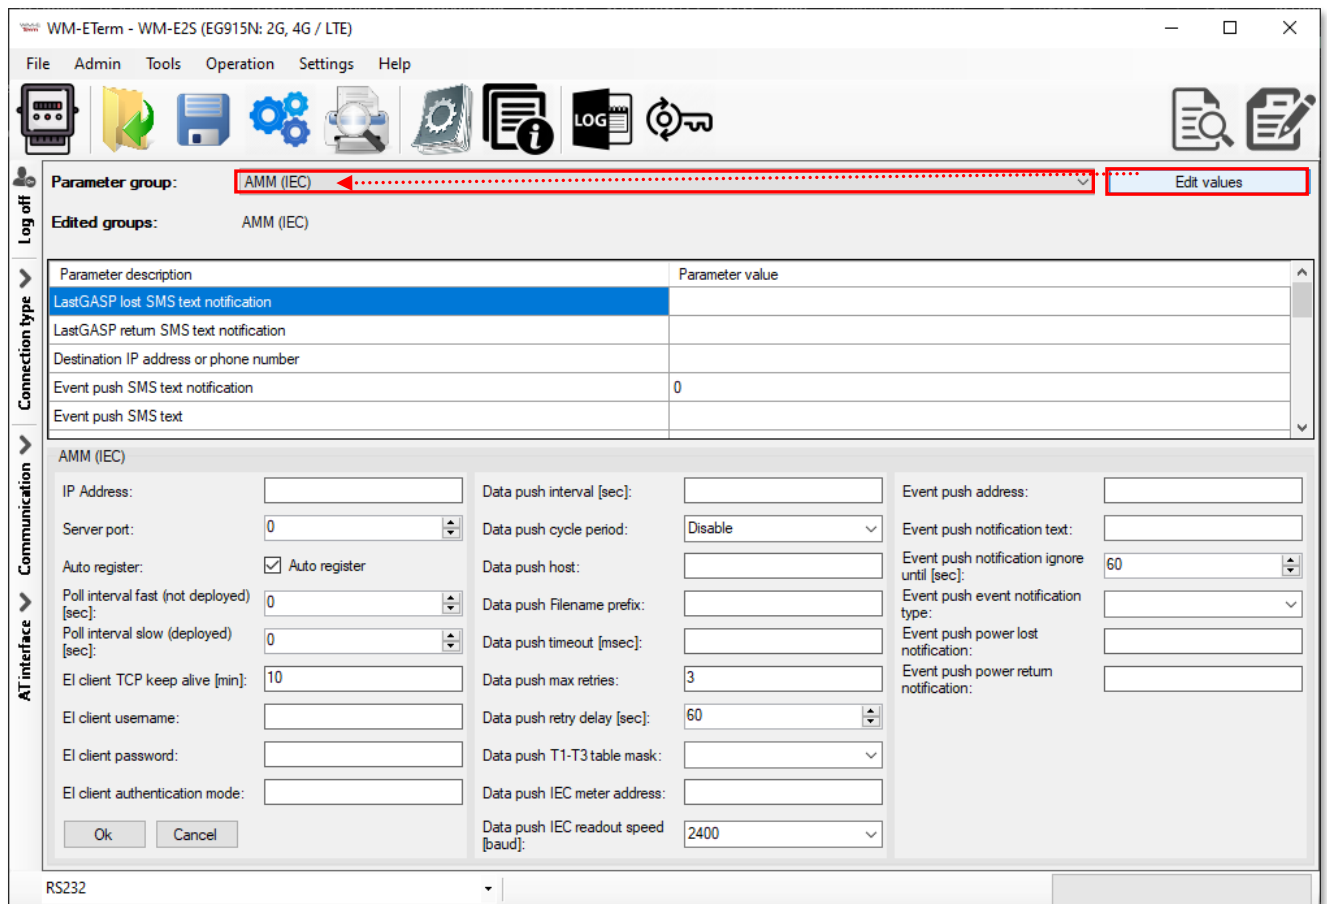 WM-ETerm - WM-E2S (EG915N: 2G, 4G / LTE)
File Admin Tools Operation Settings Help
LOG
Log off
Connection type
Communication
AT interface
Parameter group: AMM (IEC) Edit values
Edited groups: AMM (IEC)
Parameter description Parameter value
LastGASP lost SMS text notification
LastGASP return SMS text notification
Destination IP address or phone number
Event push SMS text notification 0
Event push SMS text
AMM (IEC)
IP Address:
Server port: 0
Auto register: Auto register
Poll interval fast (not deployed)
[sec]: 0
Poll interval slow (deployed)
[sec]: 0
EI client TCP keep alive [min]: 10
EI client username:
EI client password:
EI client authentication mode:
Ok Cancel
Data push interval [sec]:
Data push cycle period: Disable
Data push host:
Data push Filename prefix:
Data push timeout [msec]:
Data push max retries: 3
Data push retry delay [sec]: 60
Data push T1-T3 table mask:
Data push IEC meter address:
Data push IEC readout speed
[baud]: 2400
Event push address:
Event push notification text:
Event push notification ignore
until [sec]: 60
Event push event notification
type:
Event push power lost
notification:
Event push power return
notification:
RS232